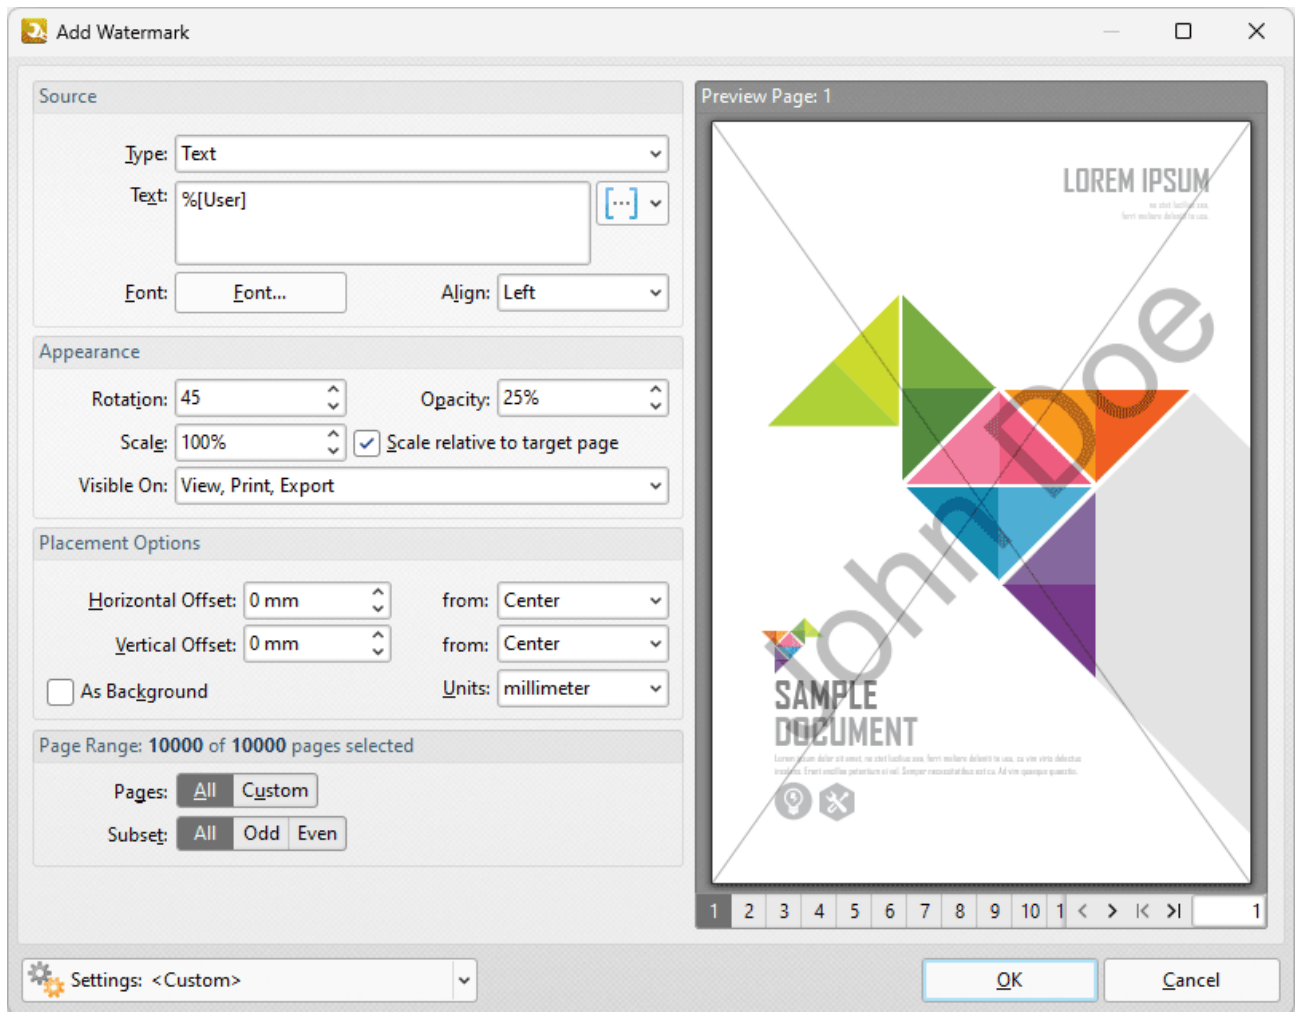 Add Watermark
Source
Type: Text
Text: %[User]
Font: Font... Align: Left
Appearance
Rotation: 45 Opacity: 25%
Scale: 100% Scale relative to target page
Visible On: View, Print, Export
Placement Options
Horizontal Offset: 0 mm from: Center
Vertical Offset: 0 mm from: Center
As Background Units: millimeter
Page Range: 10000 of 10000 pages selected
Pages: All Custom
Subset: All Odd Even
Preview Page: 1
LOREM IPSUM
John Doe
SAMPLE
DOCUMENT
1 2 3 4 5 6 7 8 9 10 1 1
Settings: <Custom> OK Cancel